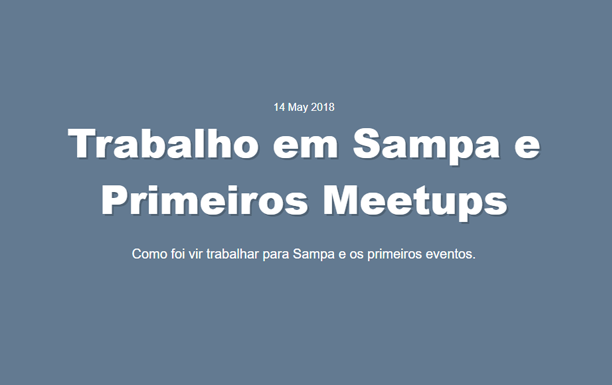 14 May 2018
Trabalho em Sampa e
Primeiros Meetups
Como foi vir trabalhar para Sampa e os primeiros eventos.